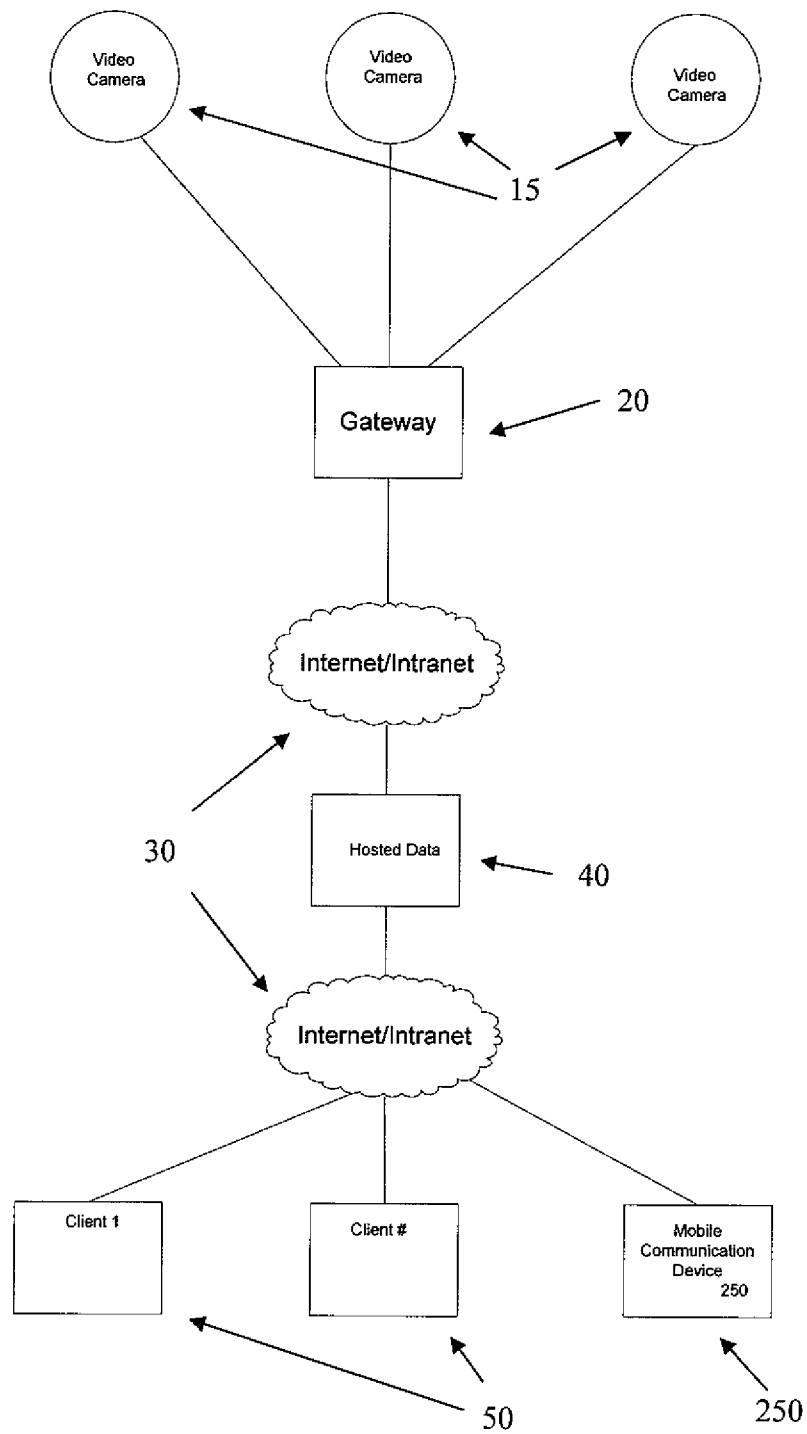 Video
Camera
Video
Camera
Video
Camera
15
Gateway
20
Internet/Intranet
30
Hosted Data
40
Internet/Intranet
Client 1
Client #
Mobile
Communication
Device
250
50
250